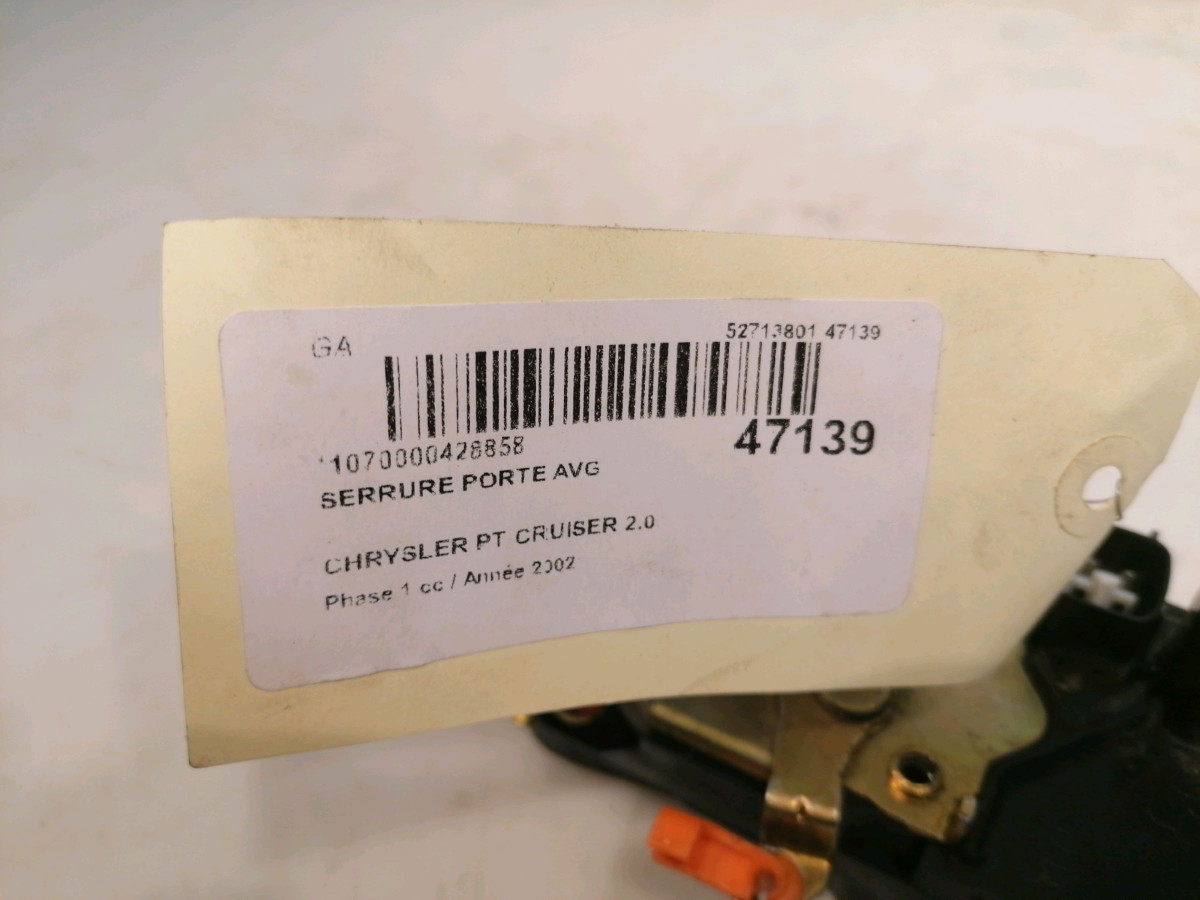 GA
52713801 47139
*1070000428858
47139
SERRURE PORTE AVG
CHRYSLER PT CRUISER 2.0
Phase 1 cc / Année 2002